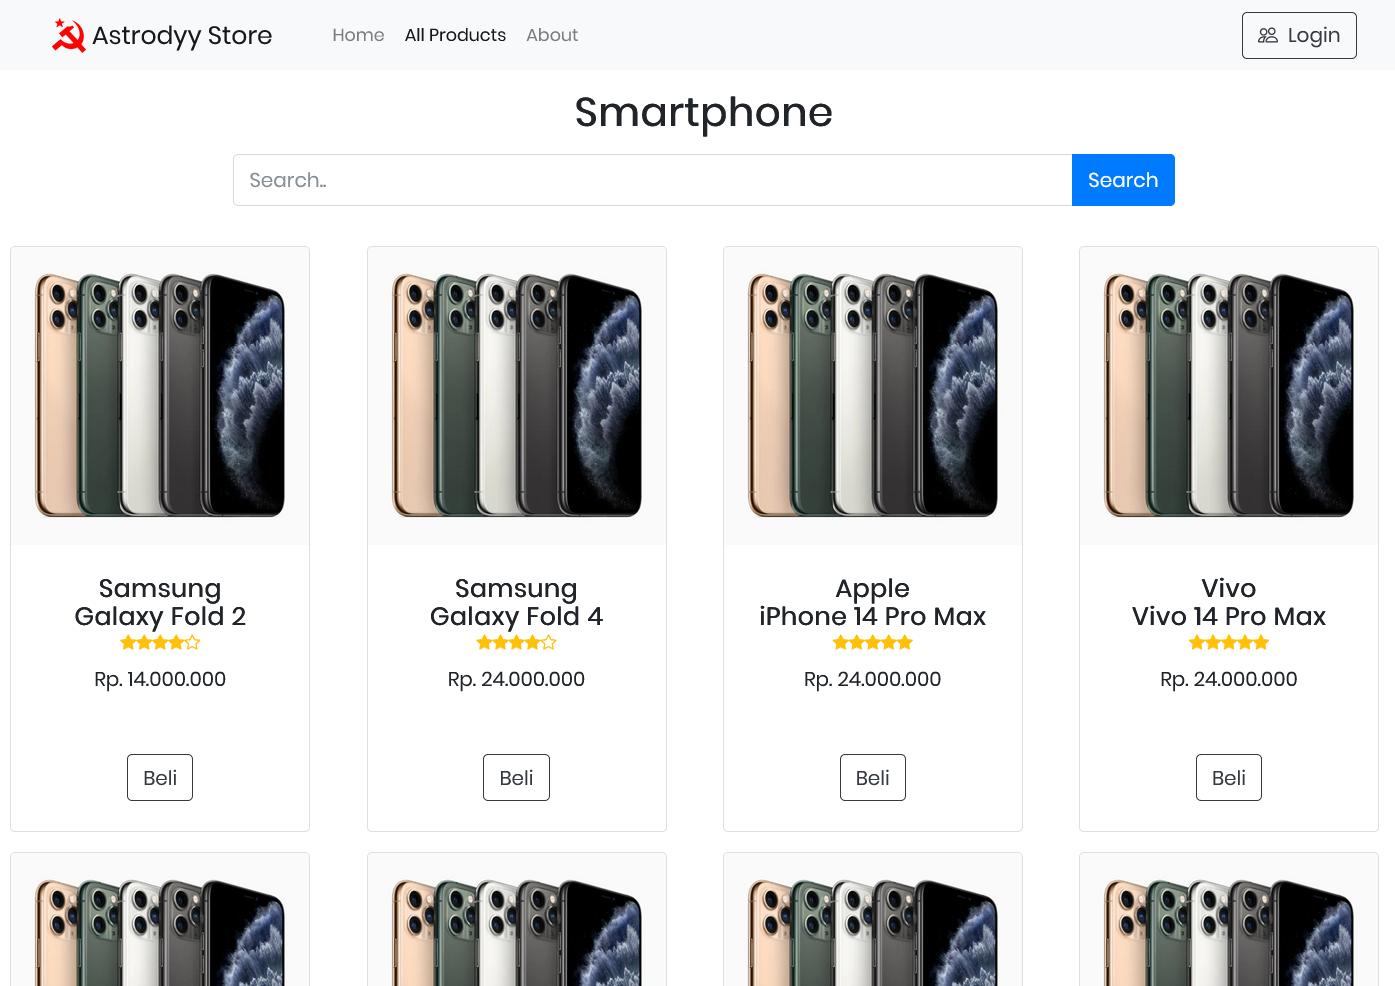 Astrodyy Store
Home
All Products
About
Login
Smartphone
Search..
Search
Samsung
Galaxy Fold 2
Rp. 14.000.000
Beli
Samsung
Galaxy Fold 4
Rp. 24.000.000
Beli
Apple
iPhone 14 Pro Max
Rp. 24.000.000
Beli
Vivo
Vivo 14 Pro Max
Rp. 24.000.000
Beli